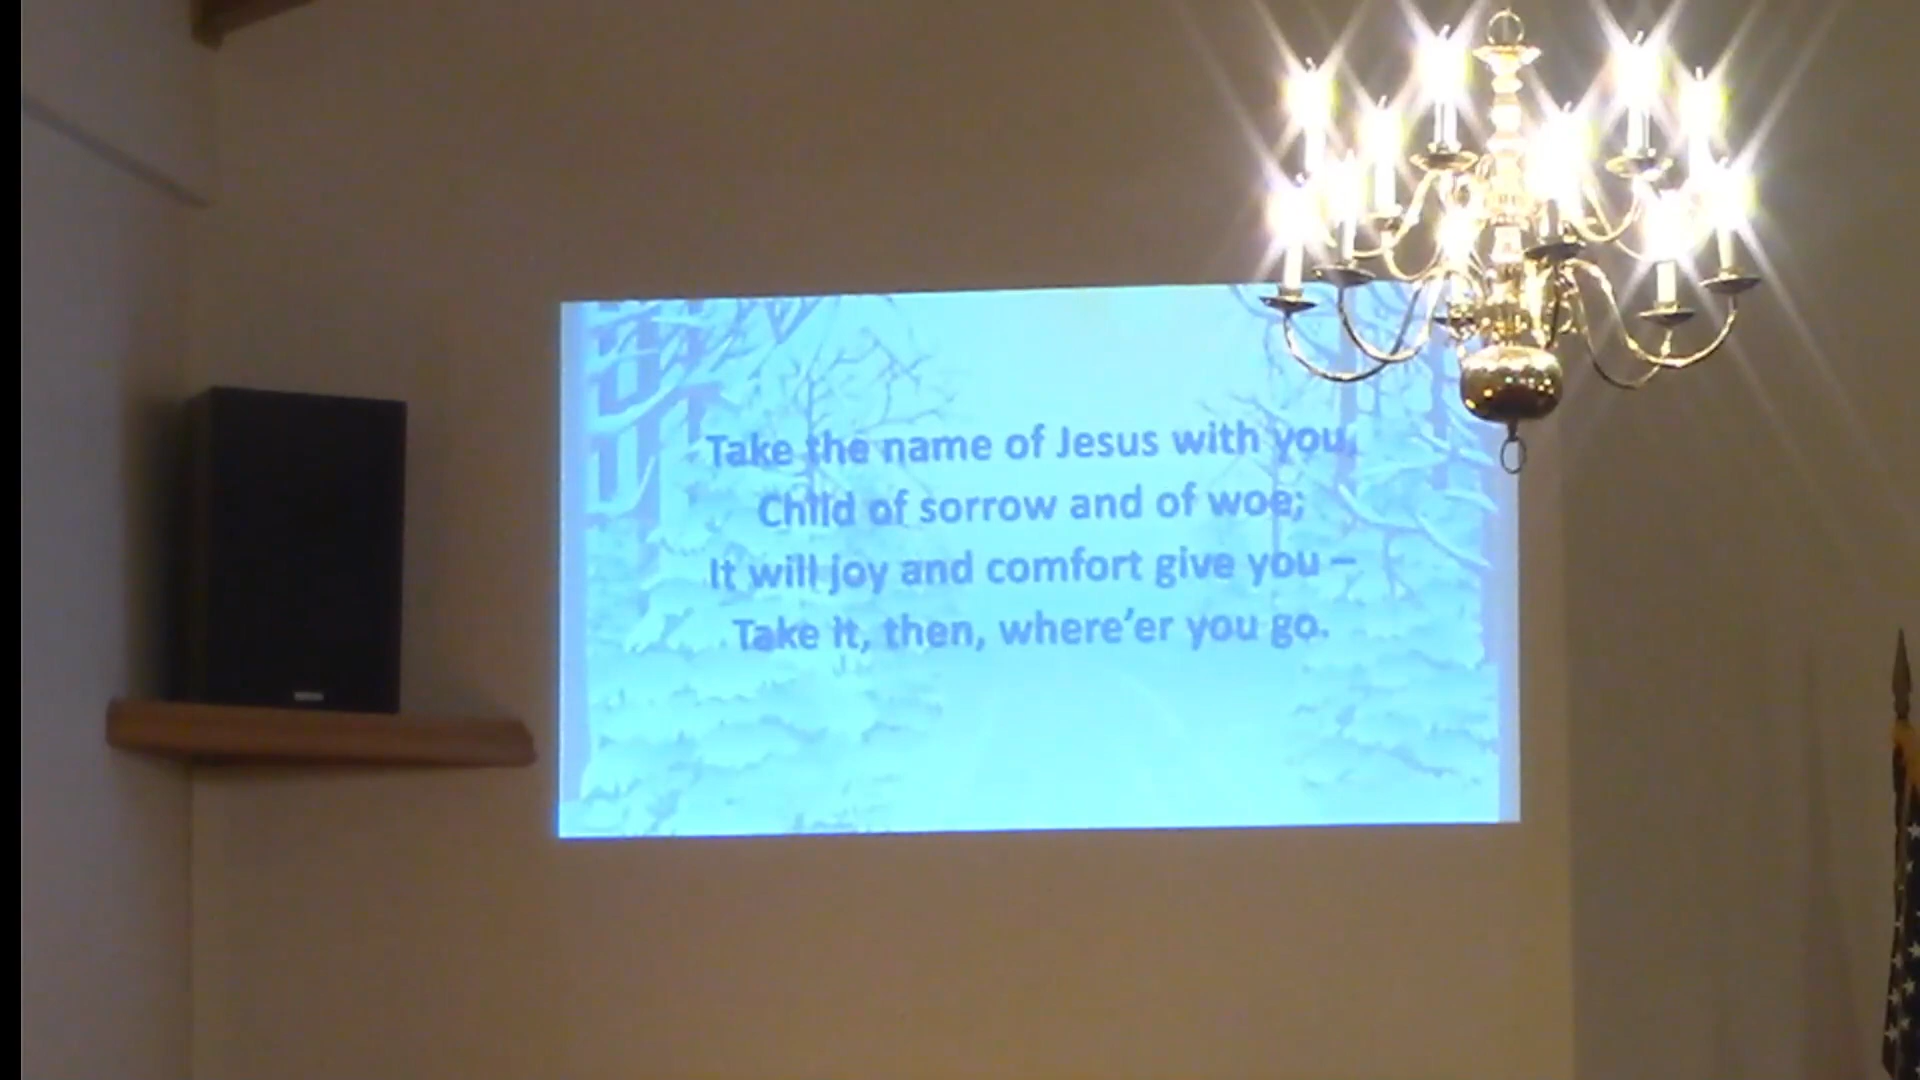 Take the name of Jesus with you,
Child of sorrow and of woe;
It will joy and comfort give you –
Take it, then, where’er you go.